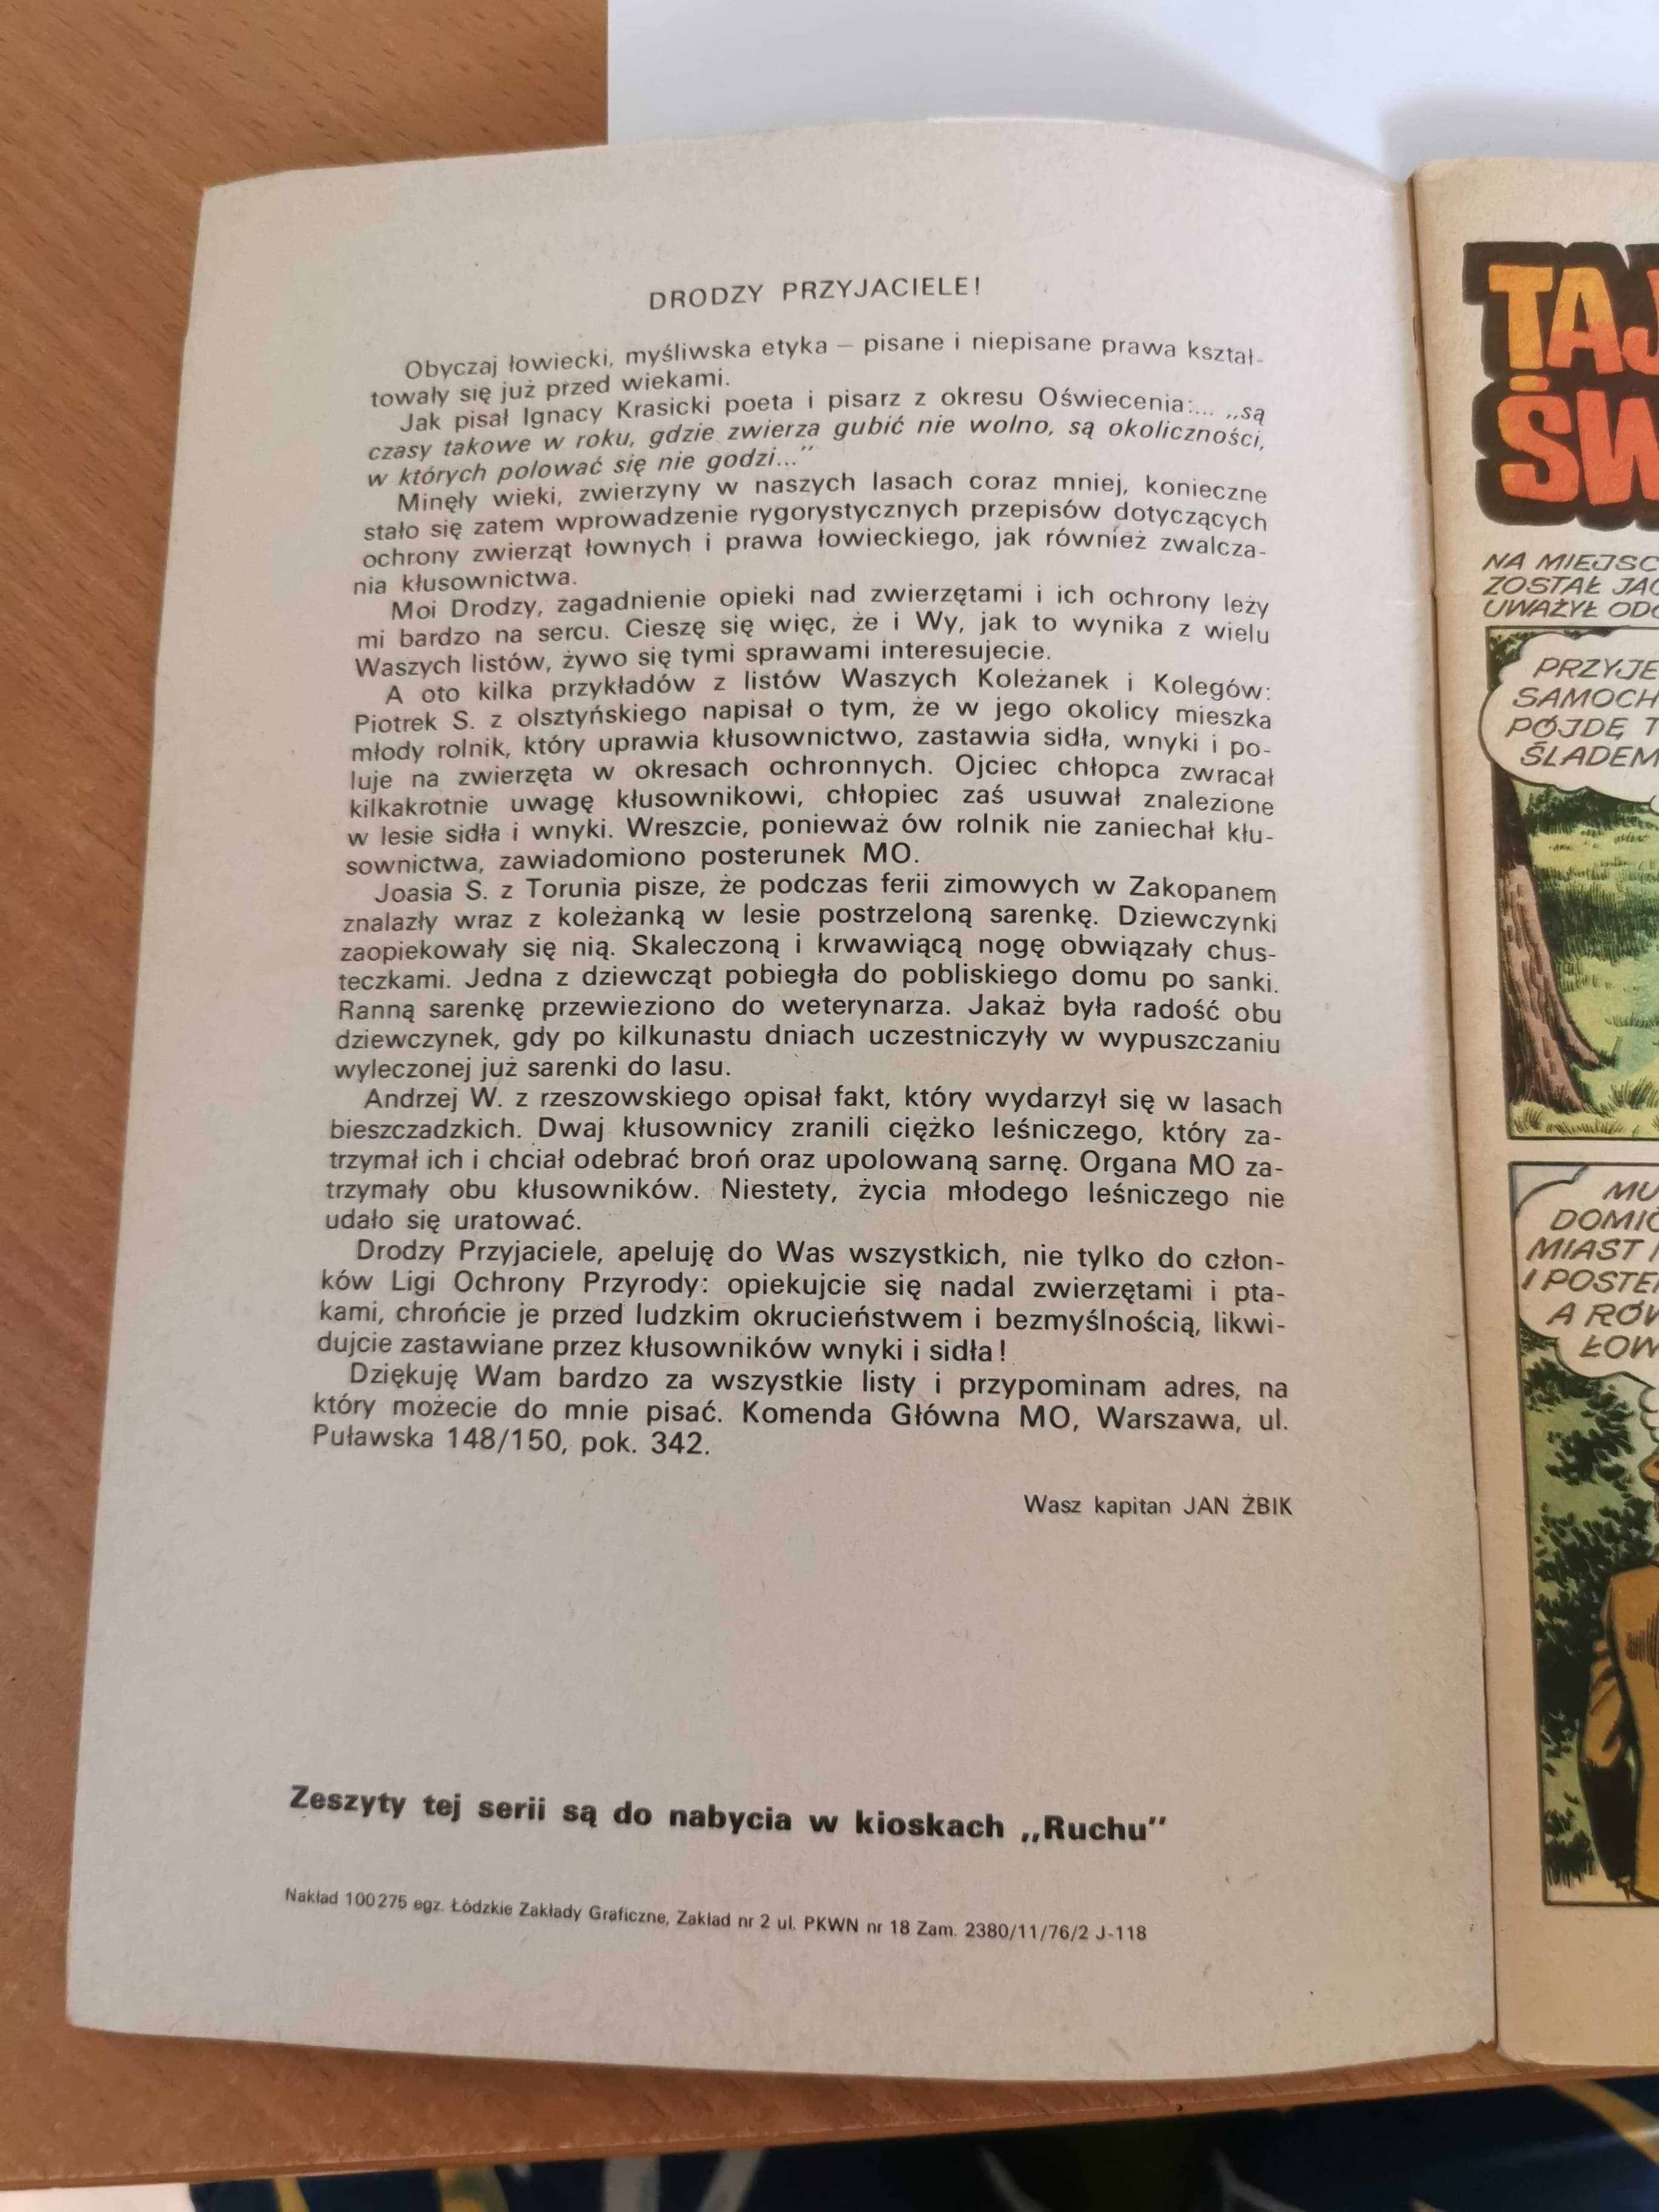 DRODZY PRZYJACIELE!
Obyczaj łowiecki, myśliwska etyka – pisane i niepisane prawa kształ-
towały się już przed wiekami.
Jak pisał Ignacy Krasicki poeta i pisarz z okresu Oświecenia:... „są
czasy takowe w roku, gdzie zwierza gubić nie wolno, są okoliczności,
w których polować się nie godzi...”
Minęły wieki, zwierzyny w naszych lasach coraz mniej, konieczne
stało się zatem wprowadzenie rygorystycznych przepisów dotyczących
ochrony zwierząt łownych i prawa łowieckiego, jak również zwalcza-
nia kłusownictwa.
Moi Drodzy, zagadnienie opieki nad zwierzętami i ich ochrony leży
mi bardzo na sercu. Cieszę się więc, że i Wy, jak to wynika z wielu
Waszych listów, żywo się tymi sprawami interesujecie.
A oto kilka przykładów z listów Waszych Koleżanek i Kolegów:
Piotrek S. z olsztyńskiego napisał o tym, że w jego okolicy mieszka
młody rolnik, który uprawia kłusownictwo, zastawia sidła, wnyki i po-
luje na zwierzęta w okresach ochronnych. Ojciec chłopca zwracał
kilkakrotnie uwagę kłusownikowi, chłopiec zaś usuwał znalezione
w lesie sidła i wnyki. Wreszcie, ponieważ ów rolnik nie zaniechał kłu-
sownictwa, zawiadomiono posterunek MO.
Joasia S. z Torunia pisze, że podczas ferii zimowych w Zakopanem
znalazły wraz z koleżanką w lesie postrzeloną sarenkę. Dziewczynki
zaopiekowały się nią. Skaleczoną i krwawiącą nogę obwiązały chus-
teczkami. Jedna z dziewcząt pobiegła do pobliskiego domu po sanki.
Ranną sarenkę przewieziono do weterynarza. Jakaż była radość obu
dziewczynek, gdy po kilkunastu dniach uczestniczyły w wypuszczaniu
wyleczonej już sarenki do lasu.
Andrzej W. z rzeszowskiego opisał fakt, który wydarzył się w lasach
bieszczadzkich. Dwaj kłusownicy zranili ciężko leśniczego, który za-
trzymał ich i chciał odebrać broń oraz upolowaną sarnę. Organa MO za-
trzymały obu kłusowników. Niestety, życia młodego leśniczego nie
udało się uratować.
Drodzy Przyjaciele, apeluję do Was wszystkich, nie tylko do człon-
ków Ligi Ochrony Przyrody: opiekujcie się nadal zwierzętami i pta-
kami, chrońcie je przed ludzkim okrucieństwem i bezmyślnością, likwi-
dujcie zastawiane przez kłusowników wnyki i sidła!
Dziękuję Wam bardzo za wszystkie listy i przypominam adres, na
który możecie do mnie pisać. Komenda Główna MO, Warszawa, ul.
Puławska 148/150, pok. 342.
Wasz kapitan JAN ŻBIK
Zeszyty tej serii są do nabycia w kioskach „Ruchu”
Nakład 100275 egz. Łódzkie Zakłady Graficzne, Zakład nr 2 ul. PKWN nr 18 Zam. 2380/11/76/2 J-118
NA MIEJSC
ZOSTAŁ JAC
UWAŻYŁ
PRZYJE
SAMOCH
PÓJDĘ T
ŚLADEM
MU
DOMIĆ
MIAST
I POSTE
A RÓW
ŁOW